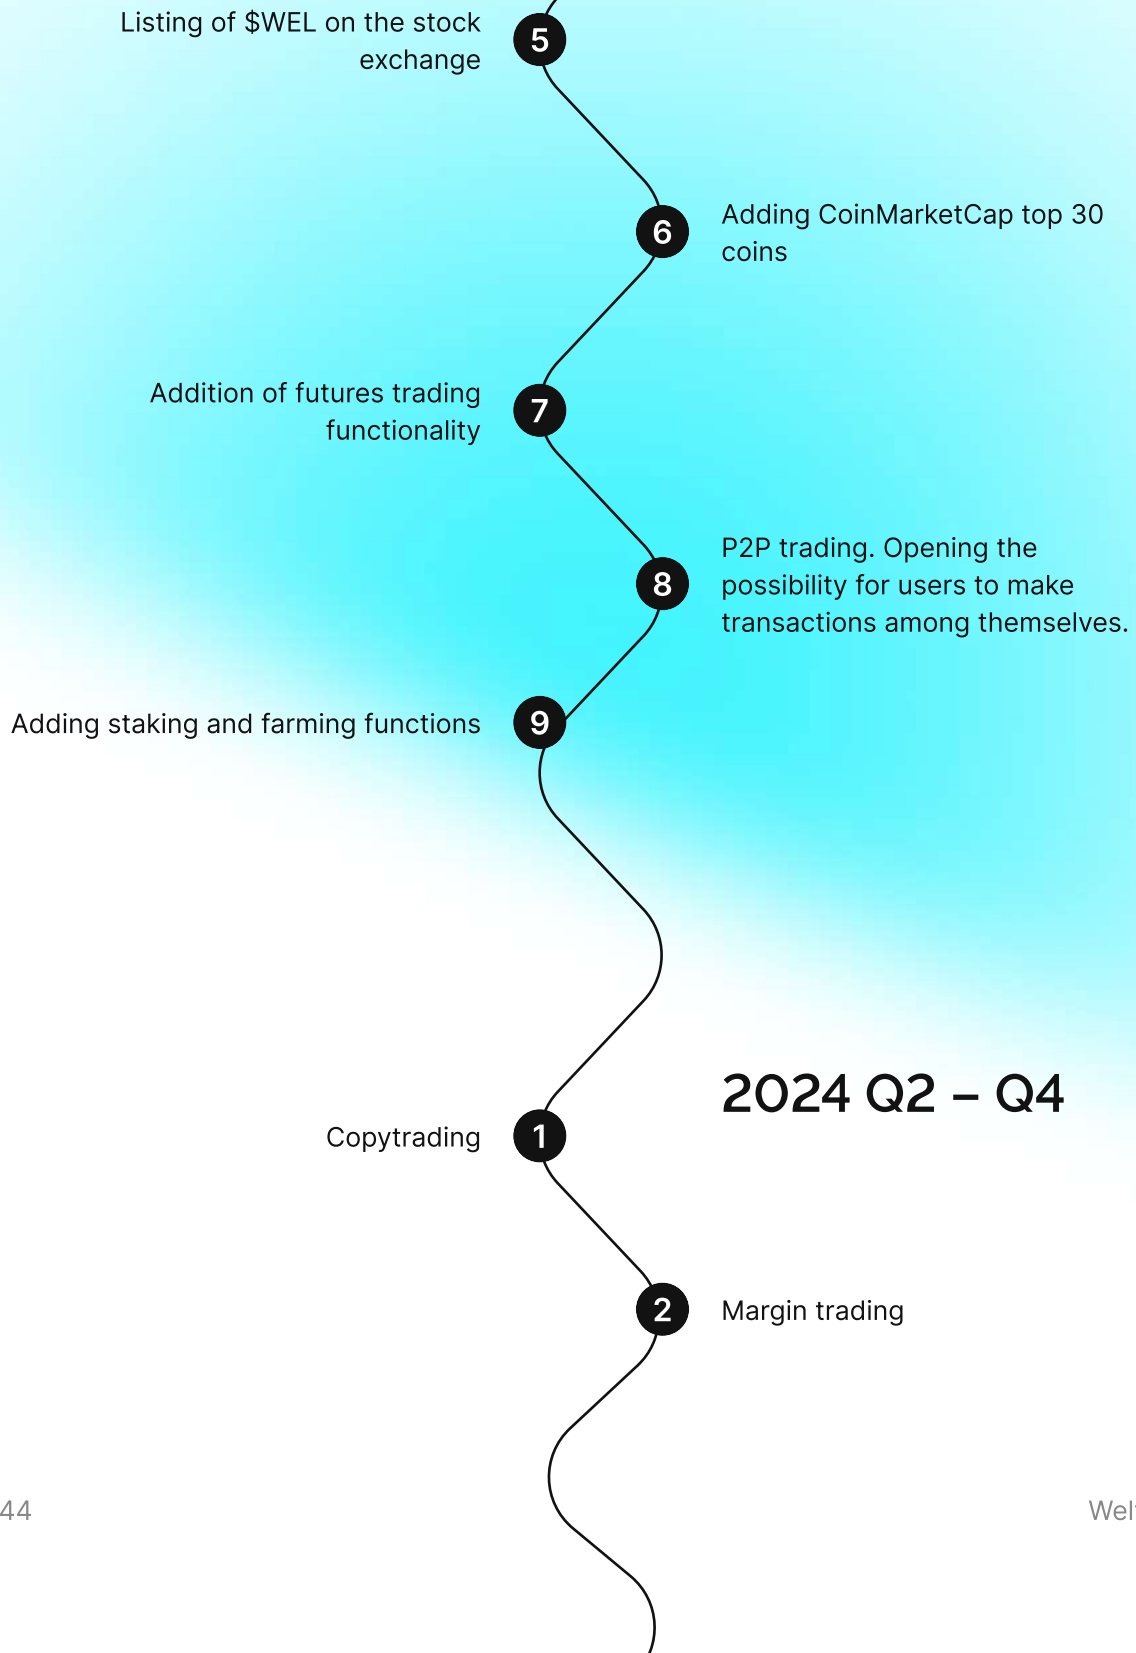 Listing of $WEL on the stock
exchange
5
6
Adding CoinMarketCap top 30
coins
Addition of futures trading
functionality
7
8
P2P trading. Opening the
possibility for users to make
transactions among themselves.
Adding staking and farming functions
9
2024 Q2 – Q4
Copytrading
1
2
Margin trading
44